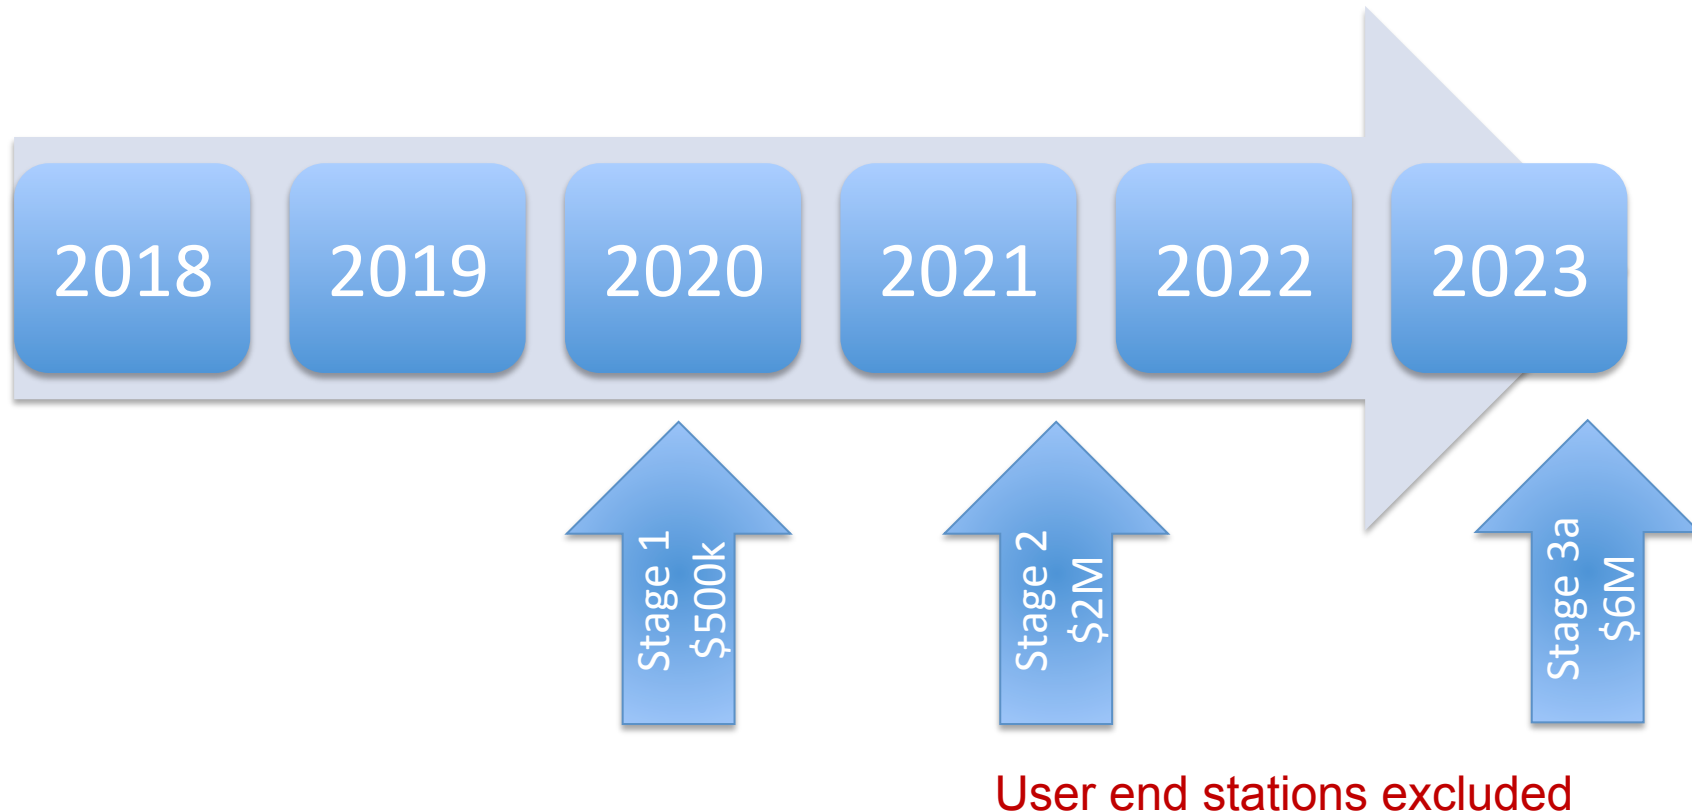 2018 2019 2020 2021 2022 2023
Stage 1
$500k
Stage 2
$2M
Stage 3a
$6M
User end stations excluded